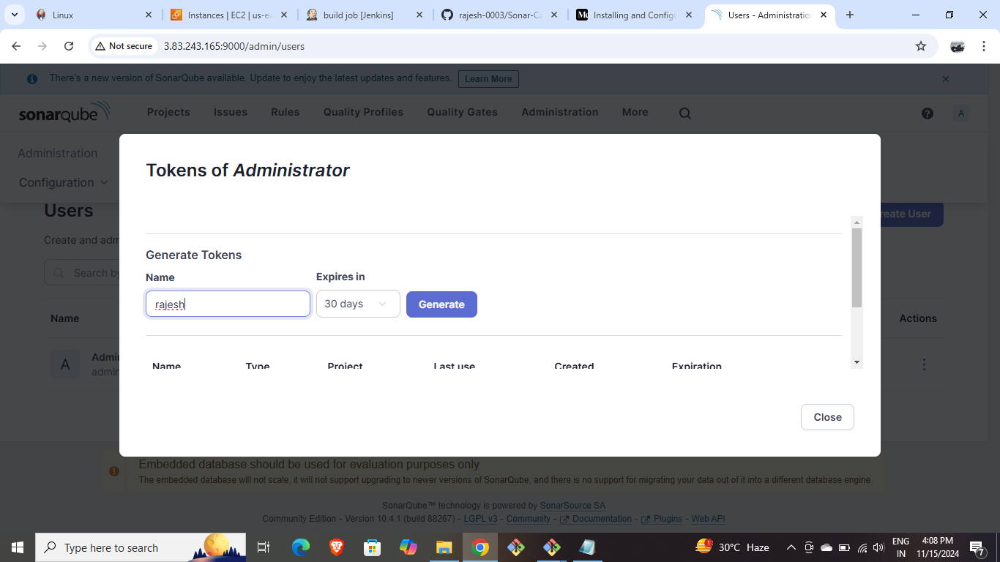 Linux
Instances | EC2 | us-ea
build job [Jenkins]
rajesh-0003/Sonar-C
Installing and Configu
Users - Administratio
Not secure
3.83.243.165:9000/admin/users
There's a new version of SonarQube available. Update to enjoy the latest updates and features.
Learn More
sonarqube
Projects
Issues
Rules
Quality Profiles
Quality Gates
Administration
More
A
Administration
Configuration
Users
reate User
Create and adm
Search by
Name
Actions
A
Admi
admin
Tokens of Administrator
Generate Tokens
Name
Expires in
rajesh
30 days
Generate
Name
Type
Project
Last use
Created
Expiration
Close
Embedded database should be used for evaluation purposes only
The embedded database will not scale, it will not support upgrading to newer versions of SonarQube, and there is no support for migrating your data out of it into a different database engine.
SonarQube™ technology is powered by SonarSource SA
Community Edition - Version 10.4.1 (build 88267) - LGPL v3 - Community - Documentation - Plugins - Web API
Type here to search
1
30°C Haze
ENG
IN
4:08 PM
11/15/2024
7